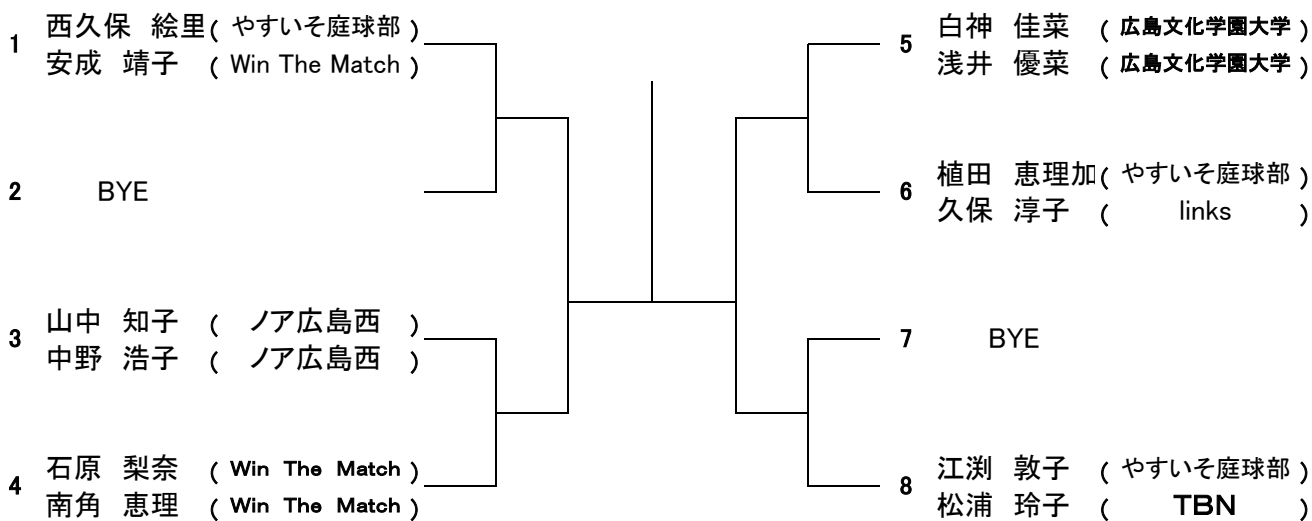 1 西久保 絵里 ( やすいそ庭球部 )
安成 靖子 ( Win The Match )
2 BYE
3 山中 知子 ( ノア広島西 )
中野 浩子 ( ノア広島西 )
4 石原 梨奈 ( Win The Match )
南角 恵理 ( Win The Match )
5 白神 佳菜 ( 広島文化学園大学 )
浅井 優菜 ( 広島文化学園大学 )
6 植田 恵理加 ( やすいそ庭球部 )
久保 淳子 ( links )
7 BYE
8 江渕 敦子 ( やすいそ庭球部 )
松浦 玲子 ( TBN )